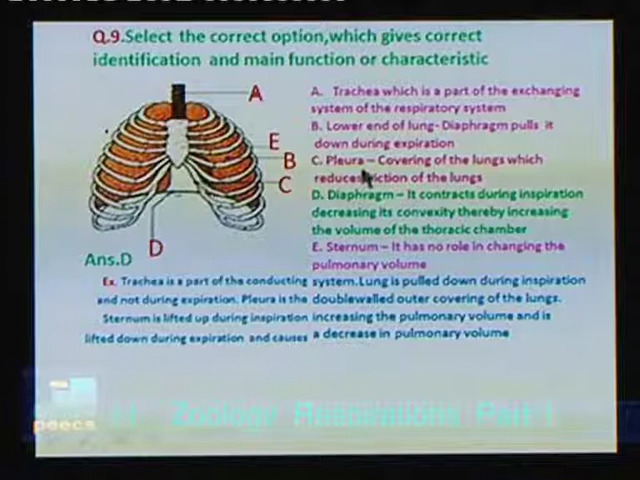 Q.9.Select the correct option,which gives correct
identification and main function or characteristic
A
E
B
C
D
A. Trachea which is a part of the exchanging
system of the respiratory system
B. Lower end of lung- Diaphragm pulls it
down during expiration
C. Pleura – Covering of the lungs which
reduces friction of the lungs
D. Diaphragm – It contracts during inspiration
decreasing its convexity thereby increasing
the volume of the thoracic chamber
E. Sternum – It has no role in changing the
pulmonary volume
Ans.D
Ex. Trachea is a part of the conducting system.Lung is pulled down during inspiration
and not during expiration. Pleura is the doublewalled outer covering of the lungs.
Sternum is lifted up during inspiration increasing the pulmonary volume and is
lifted down during expiration and causes a decrease in pulmonary volume
Zoology Respirations Part I